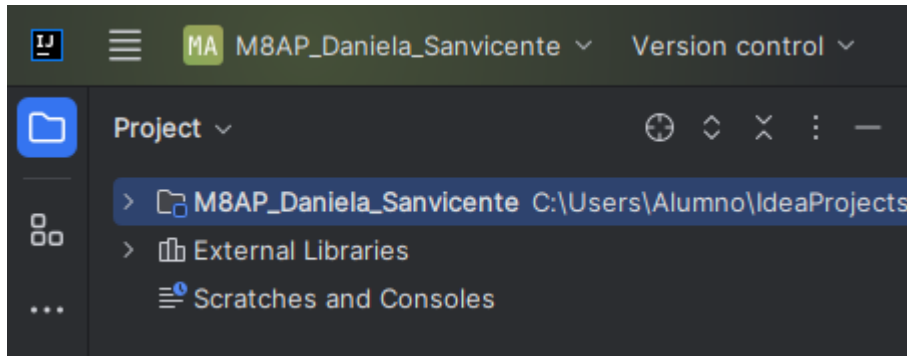 IJ MA M8AP_Daniela_Sanvicente Version control
Project
M8AP_Daniela_Sanvicente C:\Users\Alumno\IdeaProjects
External Libraries
Scratches and Consoles